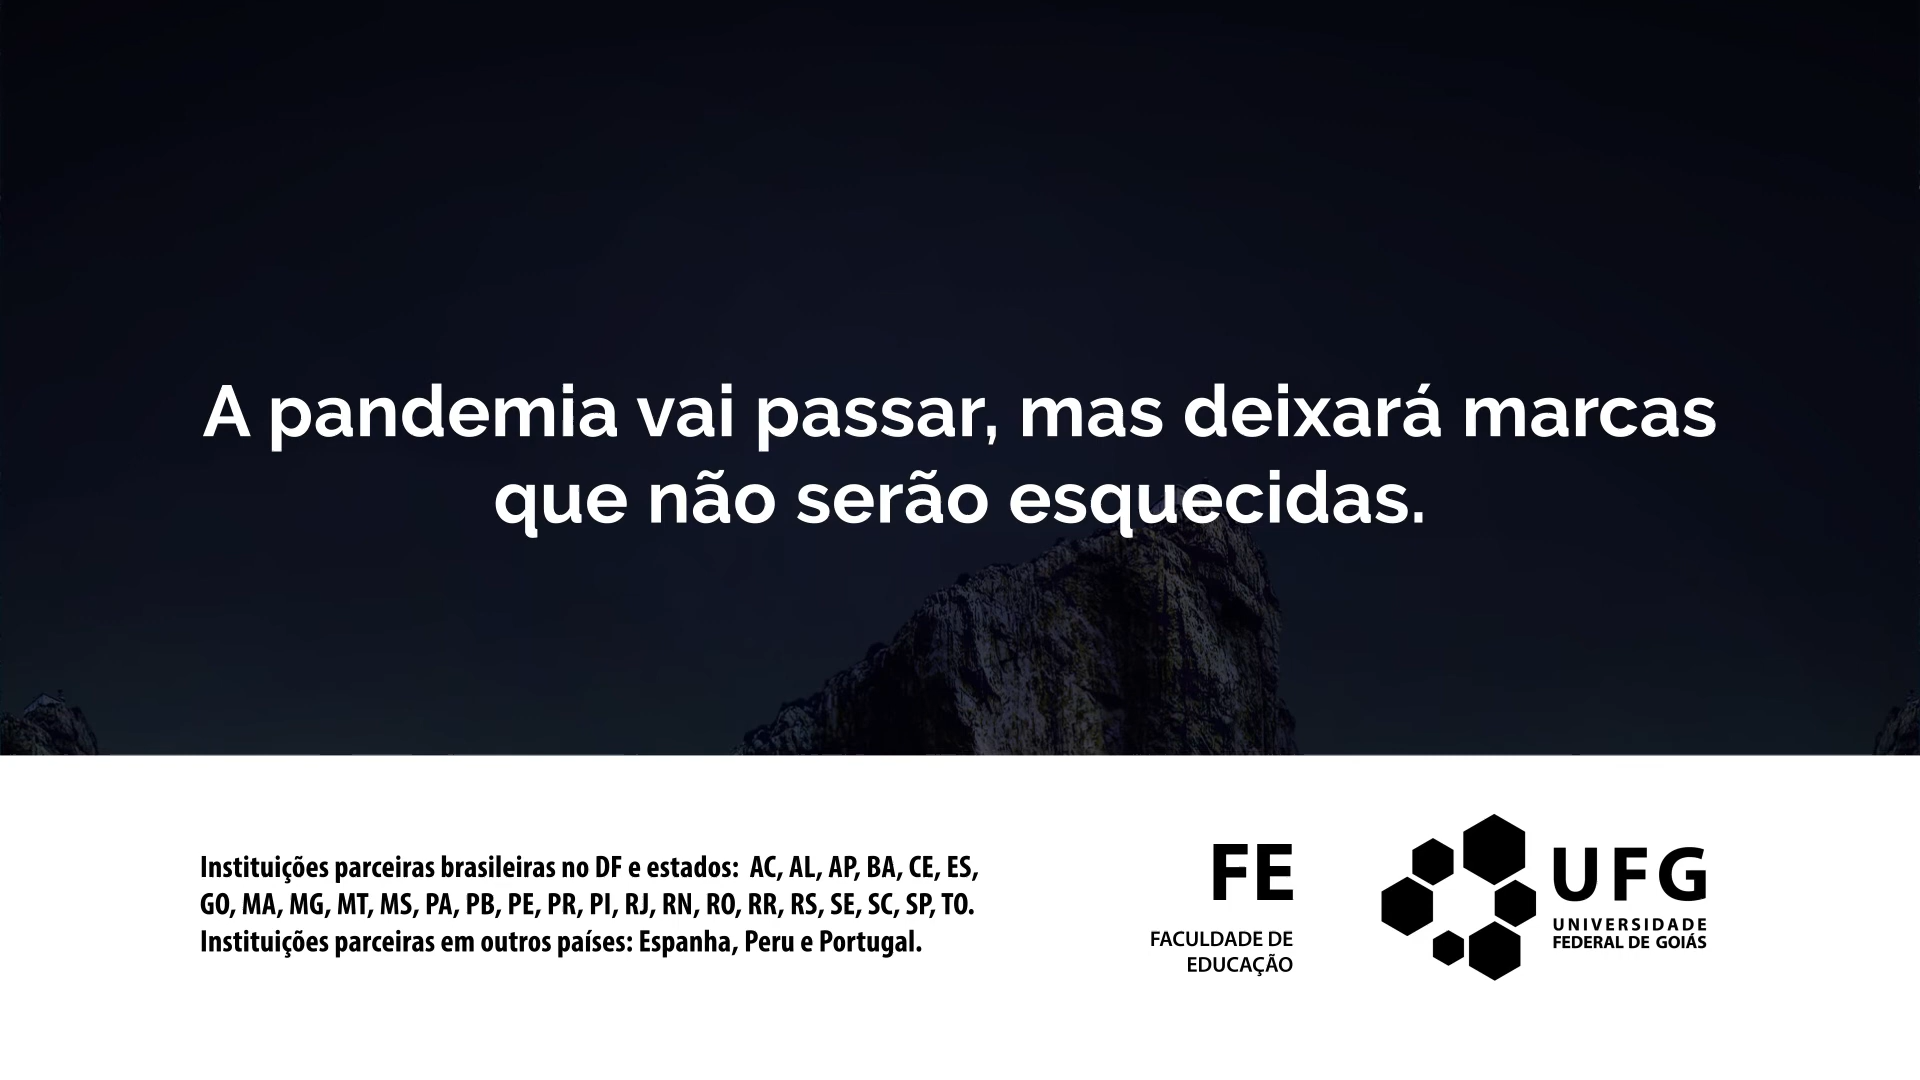 A pandemia vai passar, mas deixará marcas
que não serão esquecidas.
Instituições parceiras brasileiras no DF e estados: AC, AL, AP, BA, CE, ES,
GO, MA, MG, MT, MS, PA, PB, PE, PR, PI, RJ, RN, RO, RR, RS, SE, SC, SP, TO.
Instituições parceiras em outros países: Espanha, Peru e Portugal.
FE
FACULDADE DE
EDUCAÇÃO
UFG
UNIVERSIDADE
FEDERAL DE GOIÁS